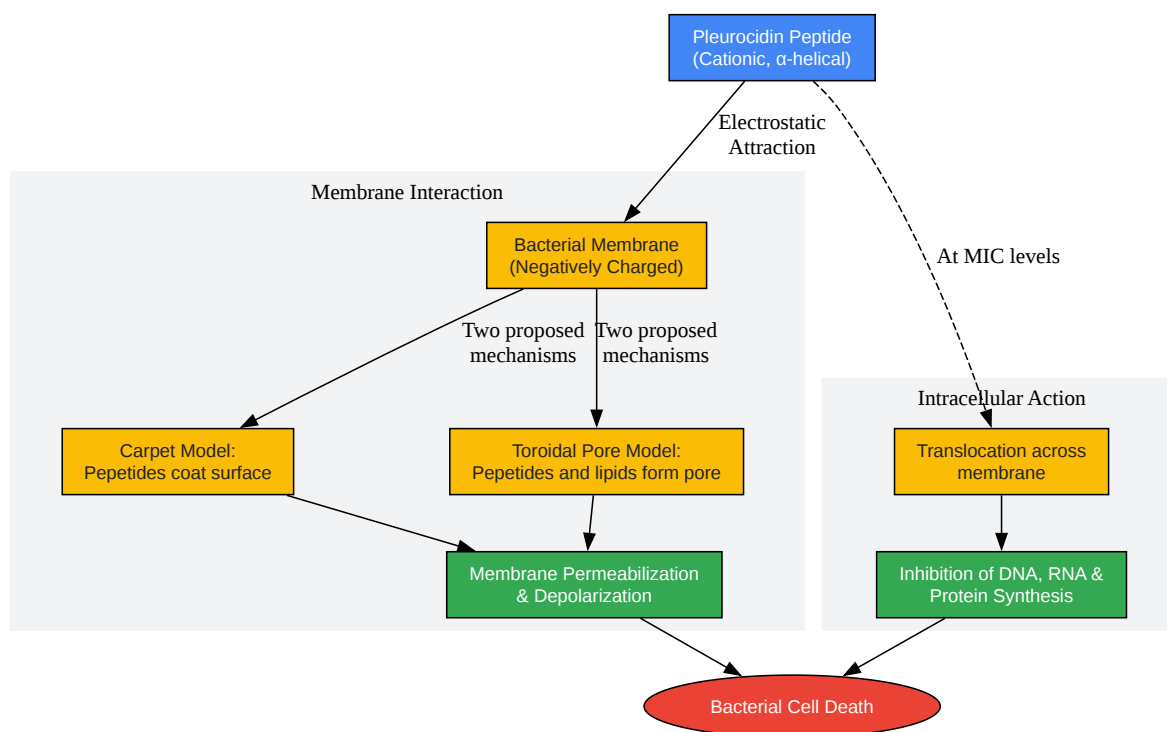 Pleurocidin Peptide
(Cationic, α-helical)
Electrostatic
Attraction
Membrane Interaction
Bacterial Membrane
(Negatively Charged)
At MIC levels
Two proposed
mechanisms
Two proposed
mechanisms
Intracellular Action
Carpet Model:
Pepetides coat surface
Toroidal Pore Model:
Pepetides and lipids form pore
Translocation across
membrane
Membrane Permeabilization
& Depolarization
Inhibition of DNA, RNA &
Protein Synthesis
Bacterial Cell Death